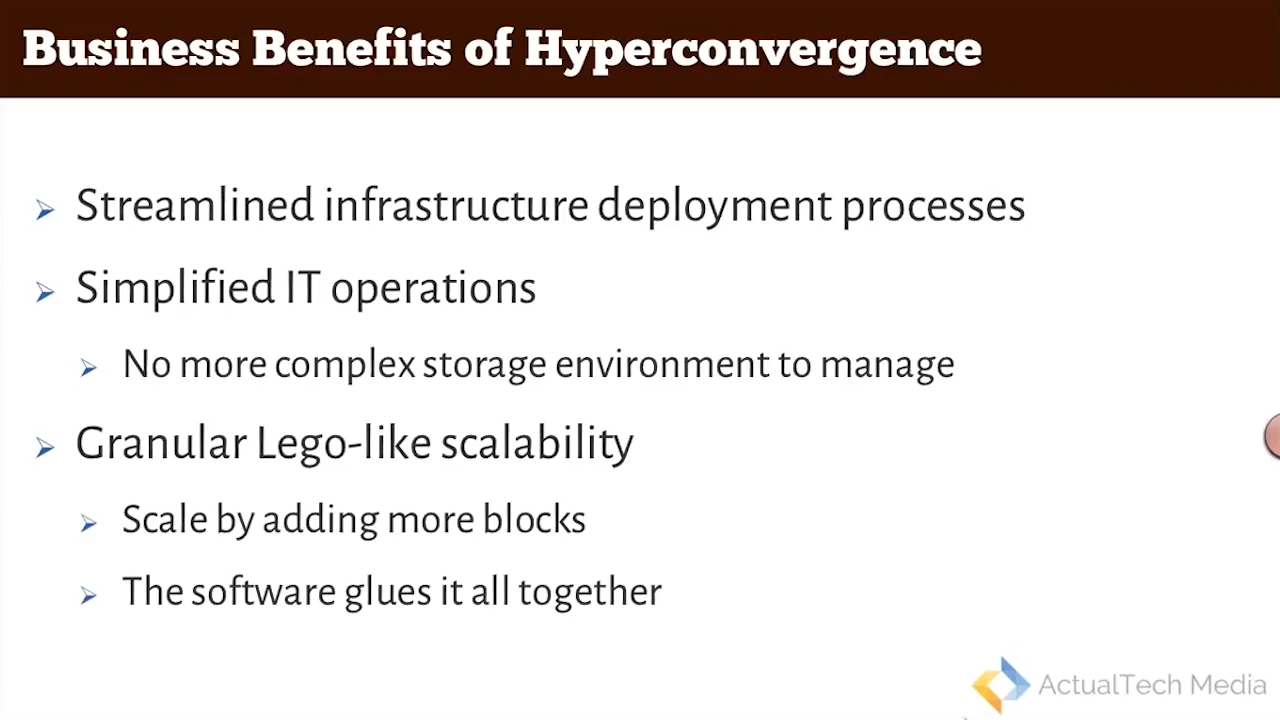 Business Benefits of Hyperconvergence
Streamlined infrastructure deployment processes
Simplified IT operations
No more complex storage environment to manage
Granular Lego-like scalability
Scale by adding more blocks
The software glues it all together
ActualTech Media